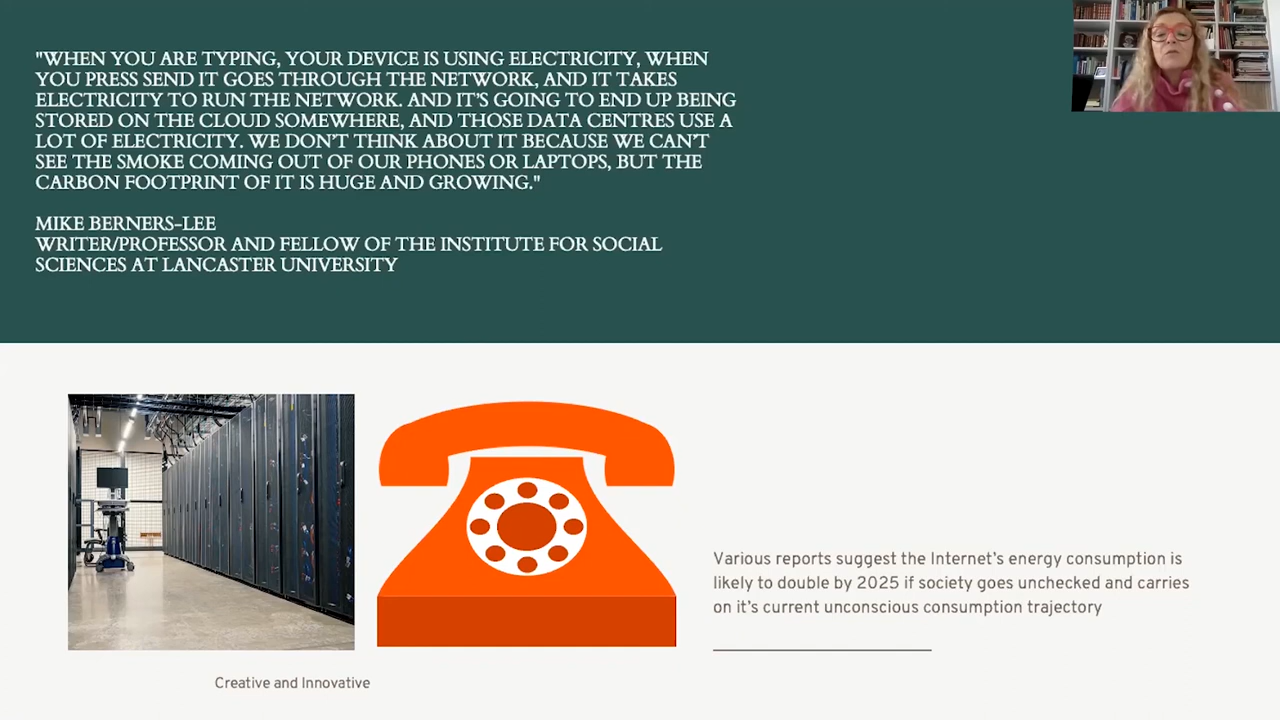 "WHEN YOU ARE TYPING, YOUR DEVICE IS USING ELECTRICITY, WHEN
YOU PRESS SEND IT GOES THROUGH THE NETWORK, AND IT TAKES
ELECTRICITY TO RUN THE NETWORK. AND IT'S GOING TO END UP BEING
STORED ON THE CLOUD SOMEWHERE, AND THOSE DATA CENTRES USE A
LOT OF ELECTRICITY. WE DON'T THINK ABOUT IT BECAUSE WE CAN'T
SEE THE SMOKE COMING OUT OF OUR PHONES OR LAPTOPS, BUT THE
CARBON FOOTPRINT OF IT IS HUGE AND GROWING."
MIKE BERNERS-LEE
WRITER/PROFESSOR AND FELLOW OF THE INSTITUTE FOR SOCIAL
SCIENCES AT LANCASTER UNIVERSITY
Various reports suggest the Internet's energy consumption is
likely to double by 2025 if society goes unchecked and carries
on it's current unconscious consumption trajectory
Creative and Innovative